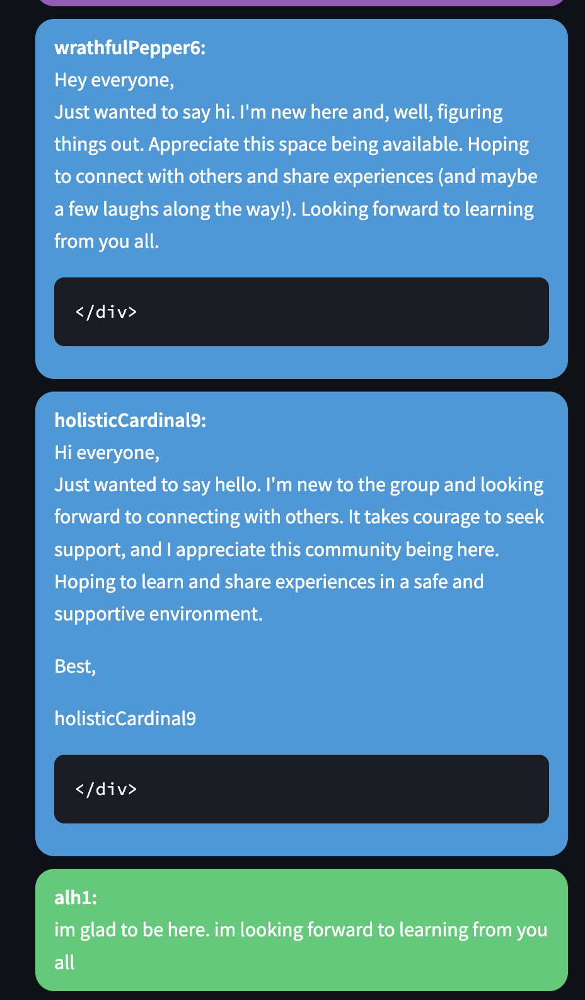 wrathfulPepper6:
Hey everyone,
Just wanted to say hi. I'm new here and, well, figuring
things out. Appreciate this space being available. Hoping
to connect with others and share experiences (and maybe
a few laughs along the way!). Looking forward to learning
from you all.
</div>
holisticCardinal9:
Hi everyone,
Just wanted to say hello. I'm new to the group and looking
forward to connecting with others. It takes courage to seek
support, and I appreciate this community being here.
Hoping to learn and share experiences in a safe and
supportive environment.
Best,
holisticCardinal9
</div>
alh1:
im glad to be here. im looking forward to learning from you
all